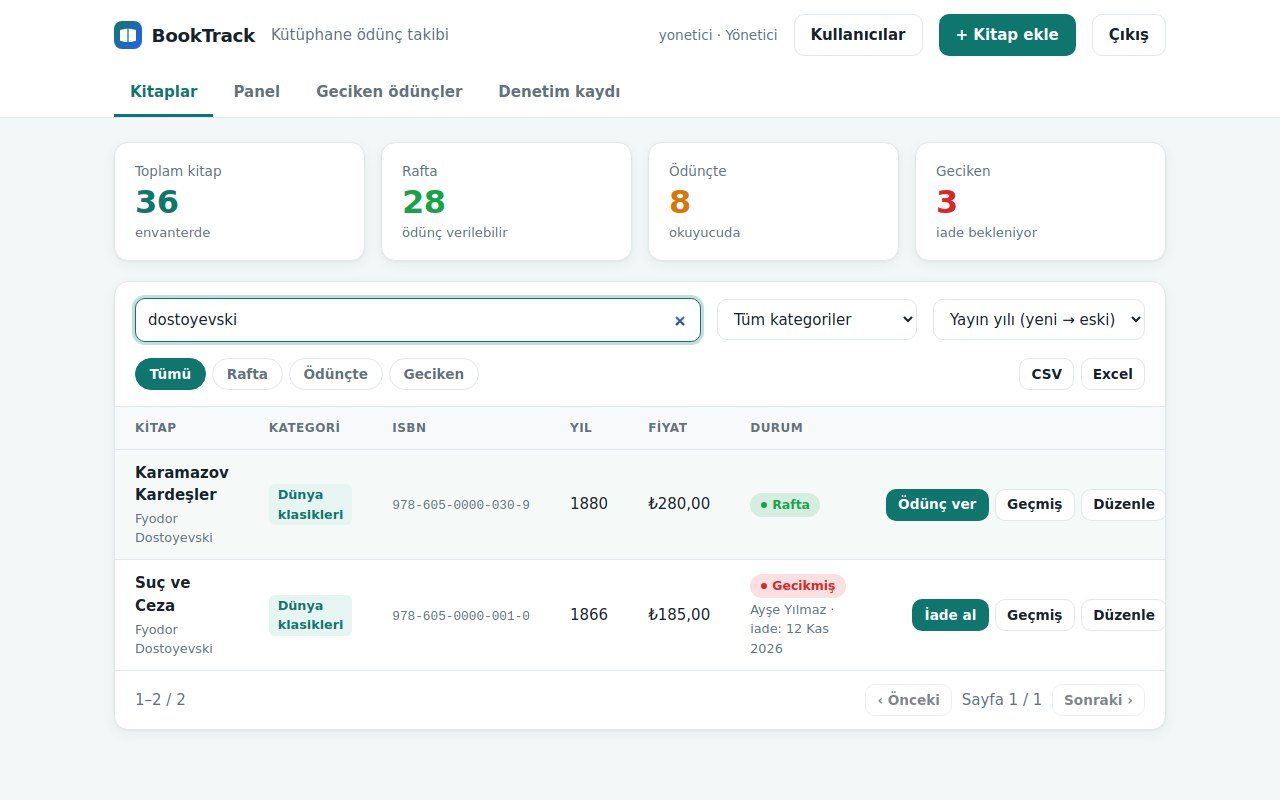 BookTrack Kütüphane ödünç takibi yonetici · Yönetici Kullanıcılar + Kitap ekle Çıkış
Kitaplar Panel Geciken ödünçler Denetim kaydı
Toplam kitap Rafta Ödünçte Geciken
36 28 8 3
envanterde ödünç verilebilir okuyucuda iade bekleniyor
dostoyevski × Tüm kategoriler Yayın yılı (yeni → eski)
Tümü Rafta Ödünçte Geciken CSV Excel
KİTAP KATEGORİ ISBN YIL FİYAT DURUM
Karamazov
Kardeşler
Fyodor
Dostoyevski
Dünya
klasikleri
978-605-0000-030-9 1880 ₺280,00 Rafta Ödünç ver Geçmiş Düzenle
Suç ve
Ceza
Fyodor
Dostoyevski
Dünya
klasikleri
978-605-0000-001-0 1866 ₺185,00
Gecikmiş
Ayşe Yılmaz ·
iade: 12 Kas
2026
İade al Geçmiş Düzenle
1–2 / 2 ‹ Önceki Sayfa 1 / 1 Sonraki ›